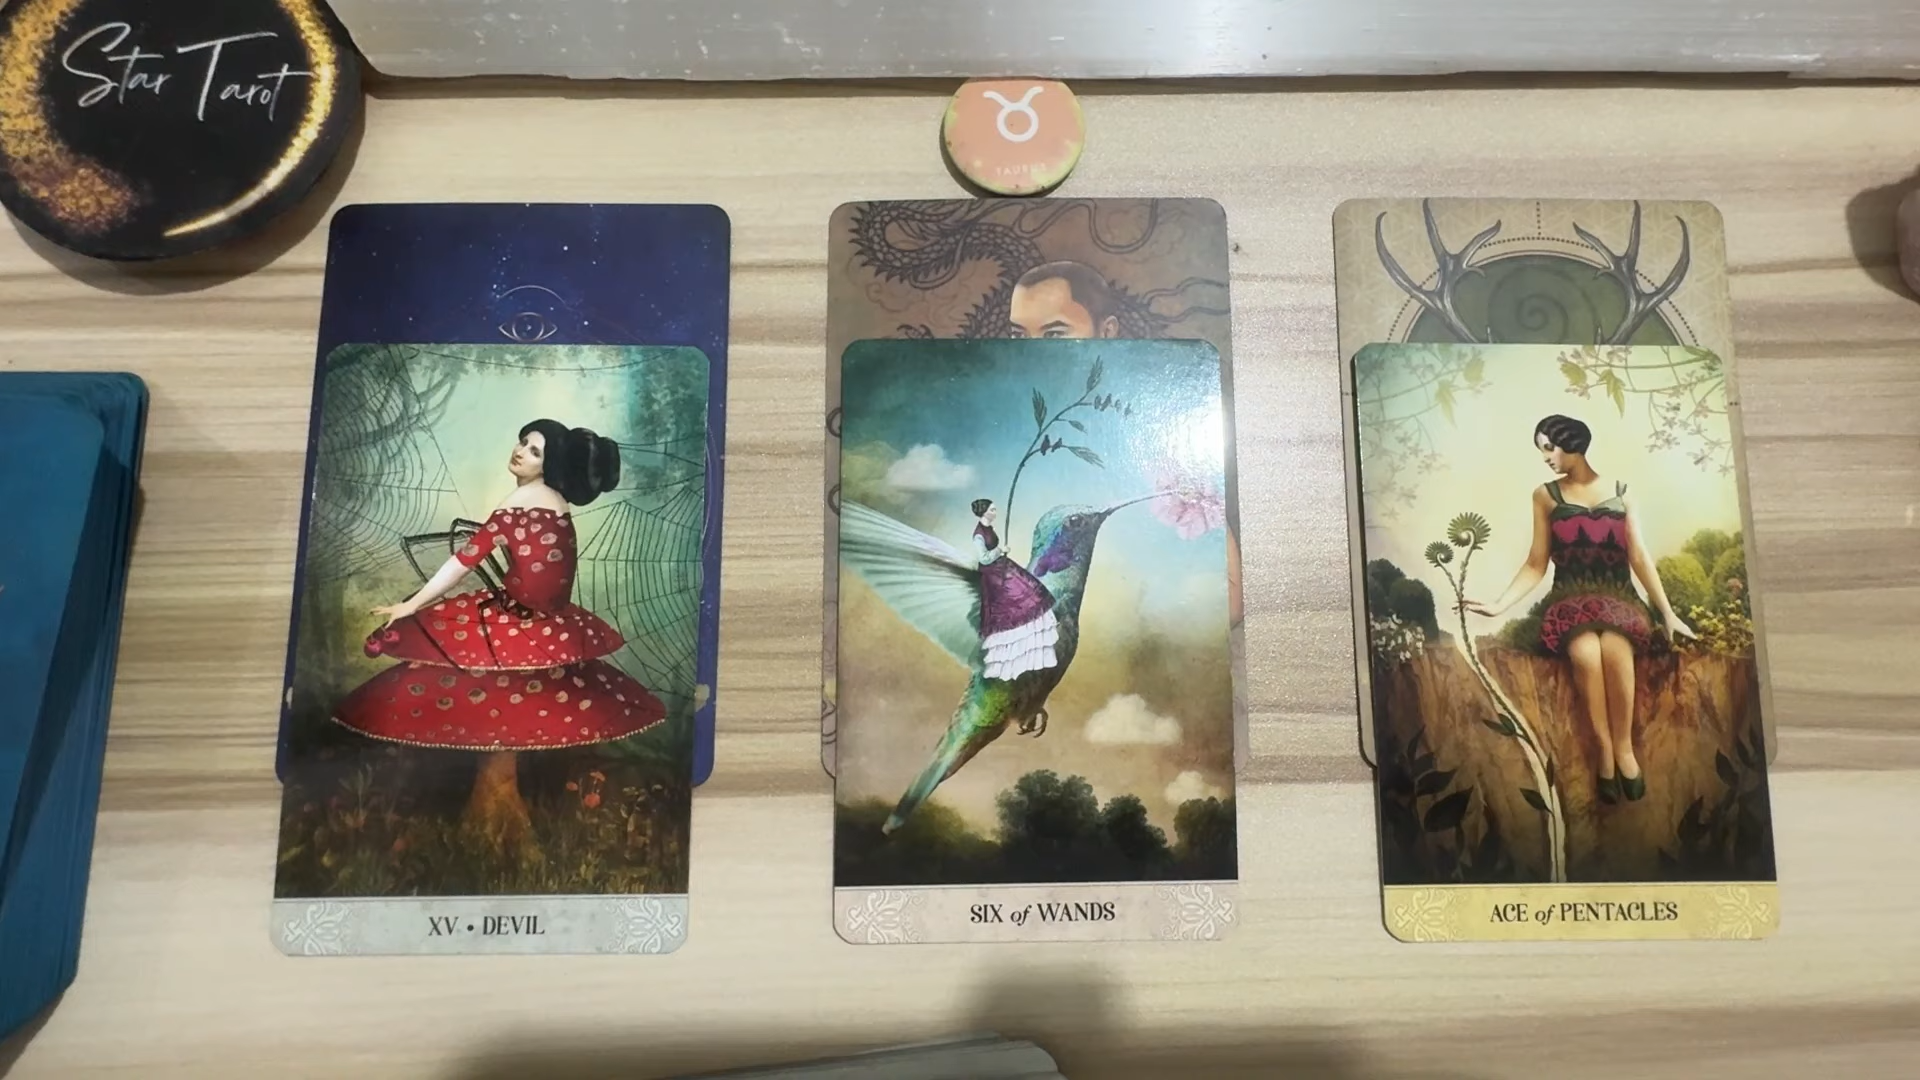 Star Tarot
TAURUS
XV • DEVIL
SIX of WANDS
ACE of PENTACLES